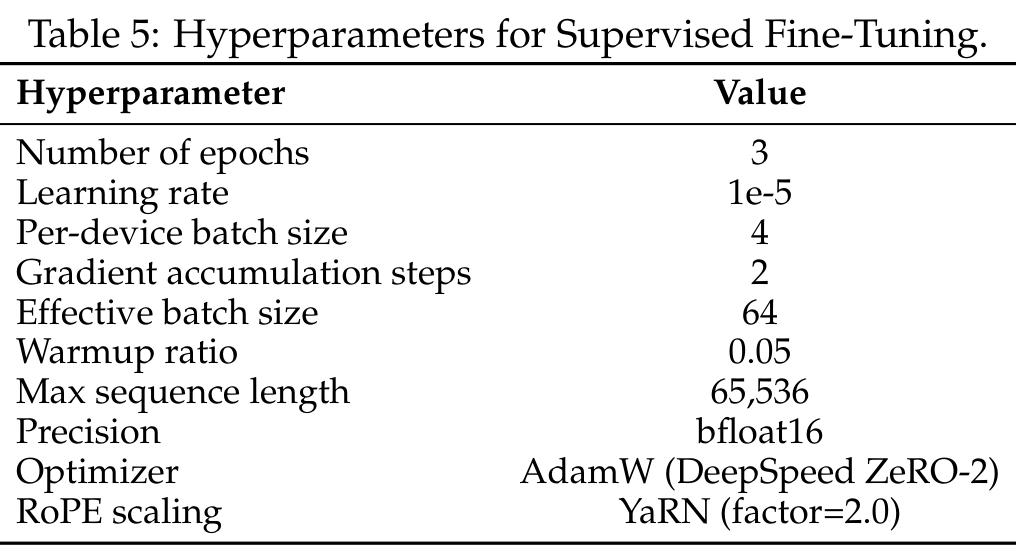 Table 5: Hyperparameters for Supervised Fine-Tuning.
Hyperparameter Value
Number of epochs 3
Learning rate 1e-5
Per-device batch size 4
Gradient accumulation steps 2
Effective batch size 64
Warmup ratio 0.05
Max sequence length 65,536
Precision bfloat16
Optimizer AdamW (DeepSpeed ZeRO-2)
RoPE scaling YaRN (factor=2.0)